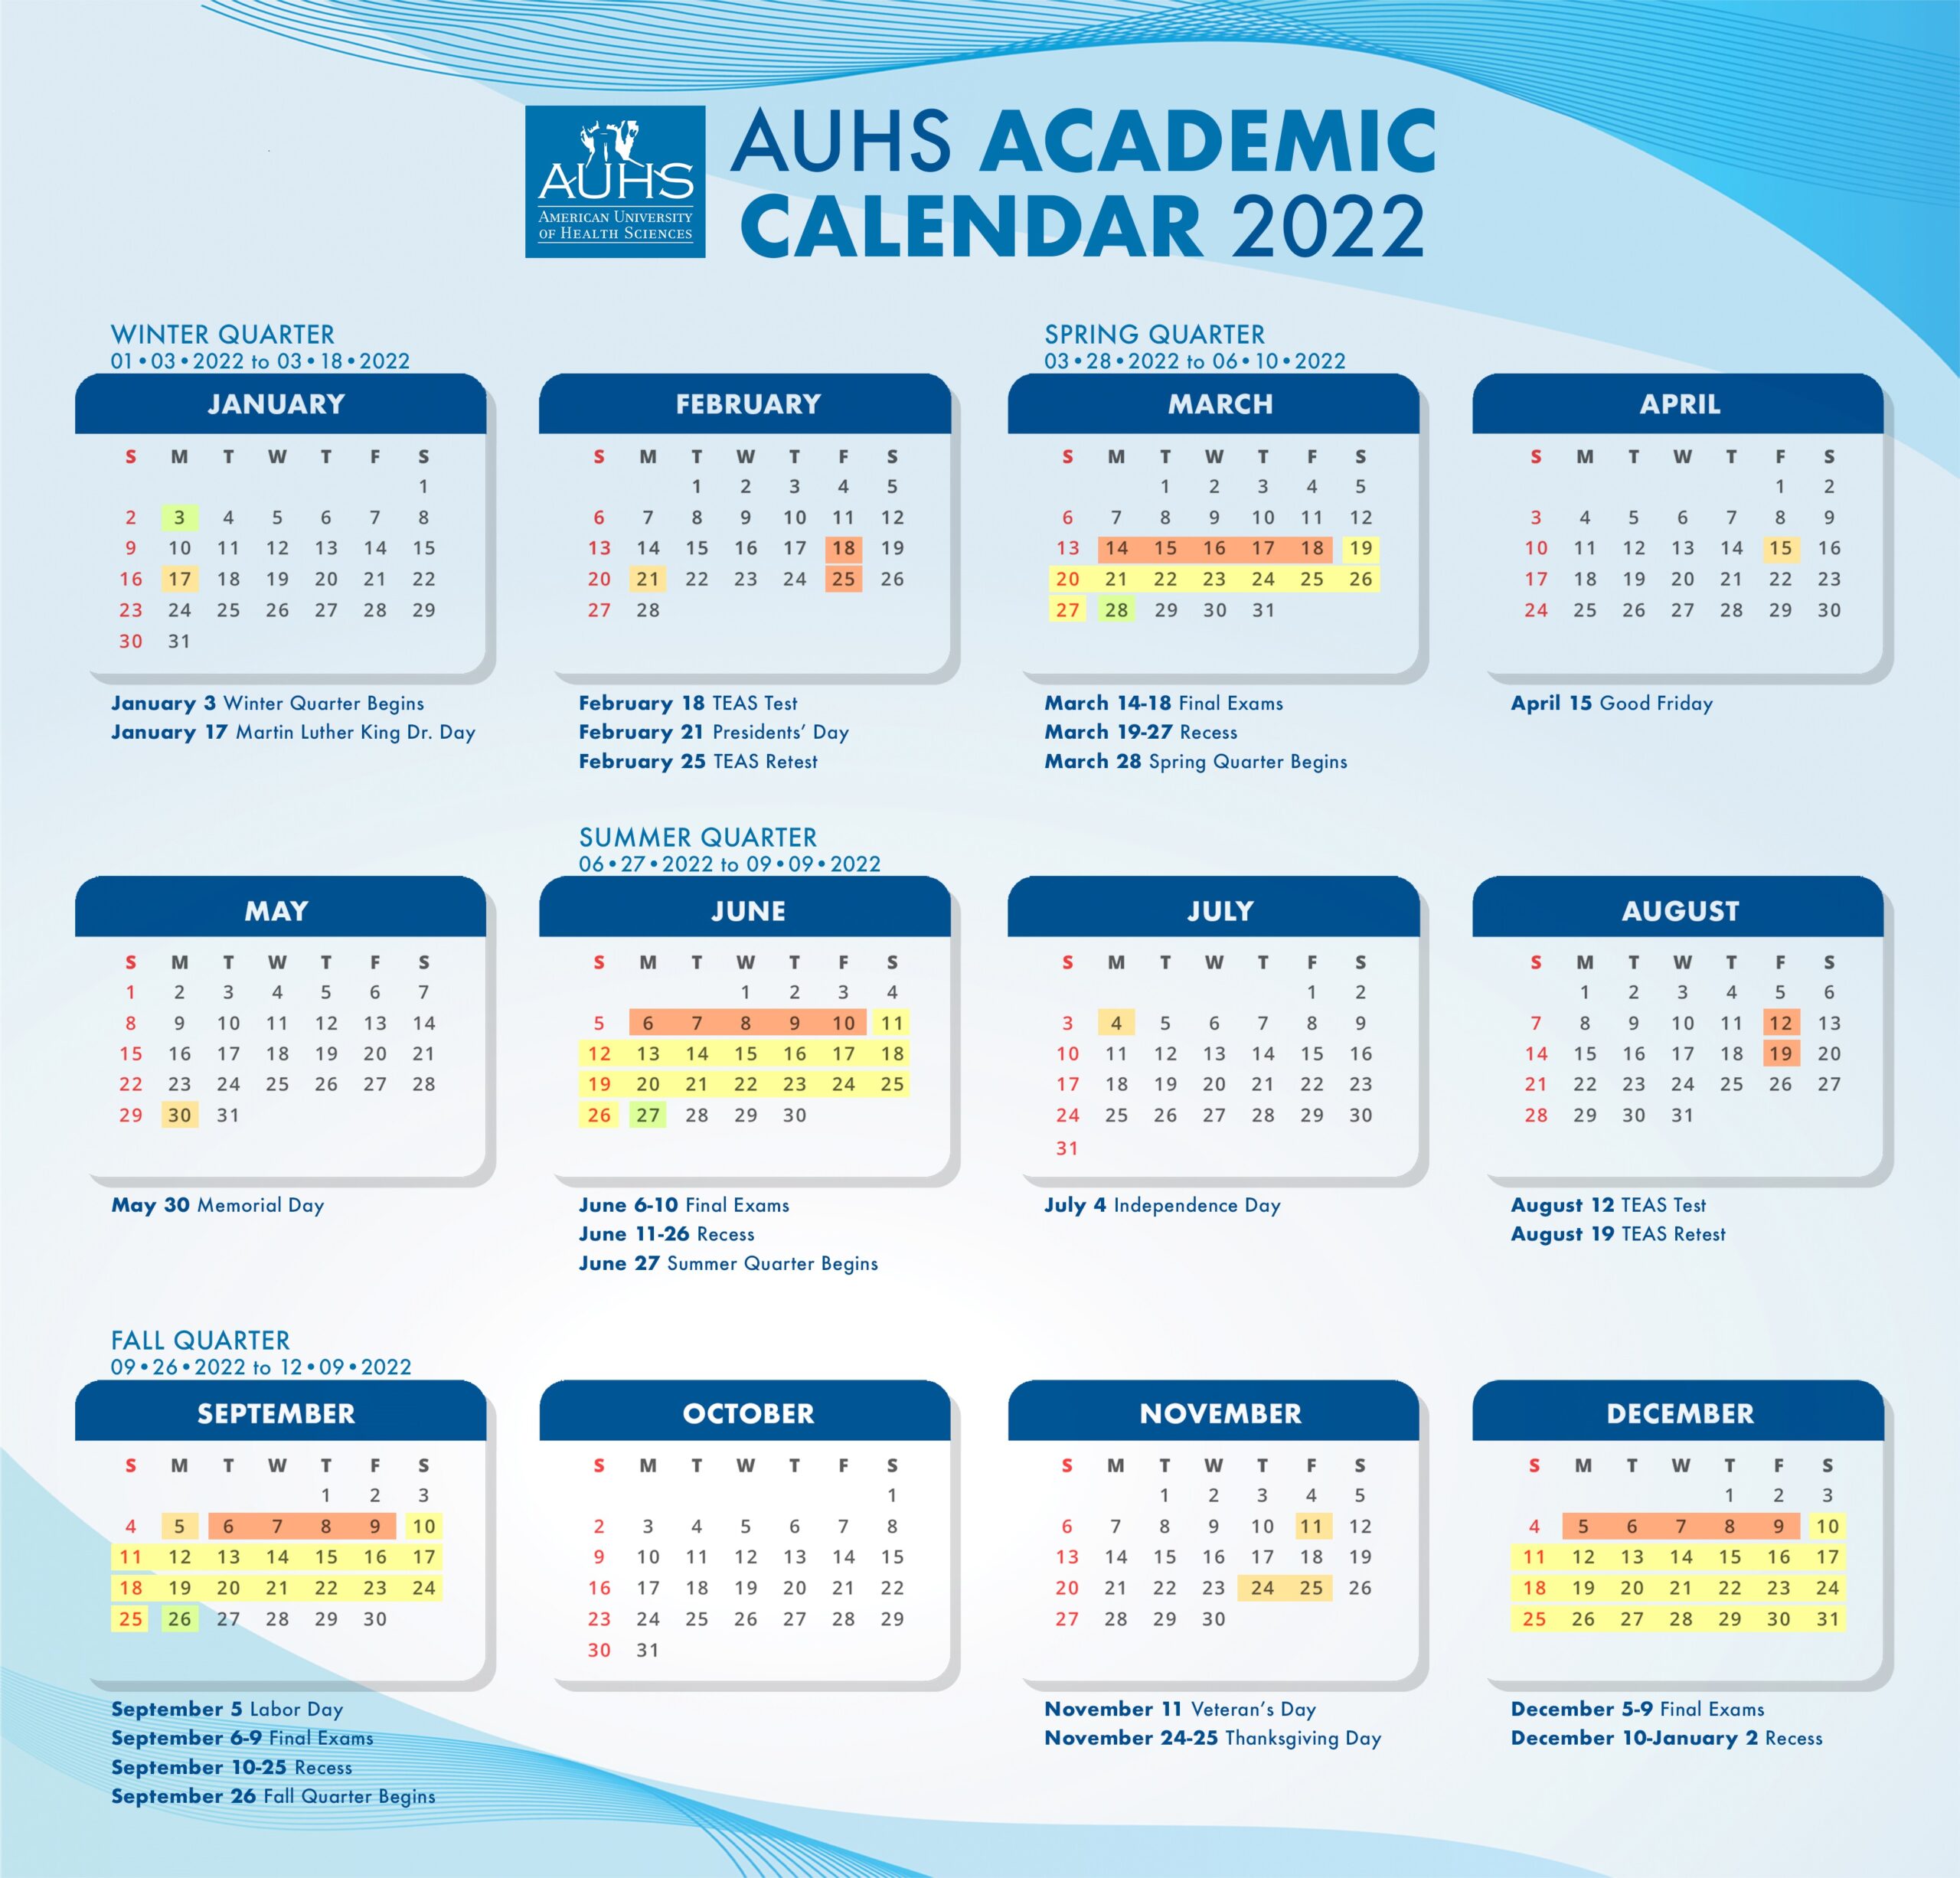 AUHS
AMERICAN UNIVERSITY
OF HEALTH SCIENCES
AUHS ACADEMIC
CALENDAR 2022
WINTER QUARTER
01•03•2022 to 03•18•2022
JANUARY
S M T W T F S
1
2 3 4 5 6 7 8
9 10 11 12 13 14 15
16 17 18 19 20 21 22
23 24 25 26 27 28 29
30 31
January 3 Winter Quarter Begins
January 17 Martin Luther King Dr. Day
FEBRUARY
S M T W T F S
1 2 3 4 5
6 7 8 9 10 11 12
13 14 15 16 17 18 19
20 21 22 23 24 25 26
27 28
February 18 TEAS Test
February 21 Presidents’ Day
February 25 TEAS Retest
SPRING QUARTER
03•28•2022 to 06•10•2022
MARCH
S M T W T F S
1 2 3 4 5
6 7 8 9 10 11 12
13 14 15 16 17 18 19
20 21 22 23 24 25 26
27 28 29 30 31
March 14-18 Final Exams
March 19-27 Recess
March 28 Spring Quarter Begins
APRIL
S M T W T F S
1 2
3 4 5 6 7 8 9
10 11 12 13 14 15 16
17 18 19 20 21 22 23
24 25 26 27 28 29 30
April 15 Good Friday
MAY
S M T W T F S
1 2 3 4 5 6 7
8 9 10 11 12 13 14
15 16 17 18 19 20 21
22 23 24 25 26 27 28
29 30 31
May 30 Memorial Day
SUMMER QUARTER
06•27•2022 to 09•09•2022
JUNE
S M T W T F S
1 2 3 4
5 6 7 8 9 10 11
12 13 14 15 16 17 18
19 20 21 22 23 24 25
26 27 28 29 30
June 6-10 Final Exams
June 11-26 Recess
June 27 Summer Quarter Begins
JULY
S M T W T F S
1 2
3 4 5 6 7 8 9
10 11 12 13 14 15 16
17 18 19 20 21 22 23
24 25 26 27 28 29 30
31
July 4 Independence Day
AUGUST
S M T W T F S
1 2 3 4 5 6
7 8 9 10 11 12 13
14 15 16 17 18 19 20
21 22 23 24 25 26 27
28 29 30 31
August 12 TEAS Test
August 19 TEAS Retest
FALL QUARTER
09•26•2022 to 12•09•2022
SEPTEMBER
S M T W T F S
1 2 3
4 5 6 7 8 9 10
11 12 13 14 15 16 17
18 19 20 21 22 23 24
25 26 27 28 29 30
September 5 Labor Day
September 6-9 Final Exams
September 10-25 Recess
September 26 Fall Quarter Begins
OCTOBER
S M T W T F S
1
2 3 4 5 6 7 8
9 10 11 12 13 14 15
16 17 18 19 20 21 22
23 24 25 26 27 28 29
30 31
NOVEMBER
S M T W T F S
1 2 3 4 5
6 7 8 9 10 11 12
13 14 15 16 17 18 19
20 21 22 23 24 25 26
27 28 29 30
November 11 Veteran’s Day
November 24-25 Thanksgiving Day
DECEMBER
S M T W T F S
1 2 3
4 5 6 7 8 9 10
11 12 13 14 15 16 17
18 19 20 21 22 23 24
25 26 27 28 29 30 31
December 5-9 Final Exams
December 10-January 2 Recess